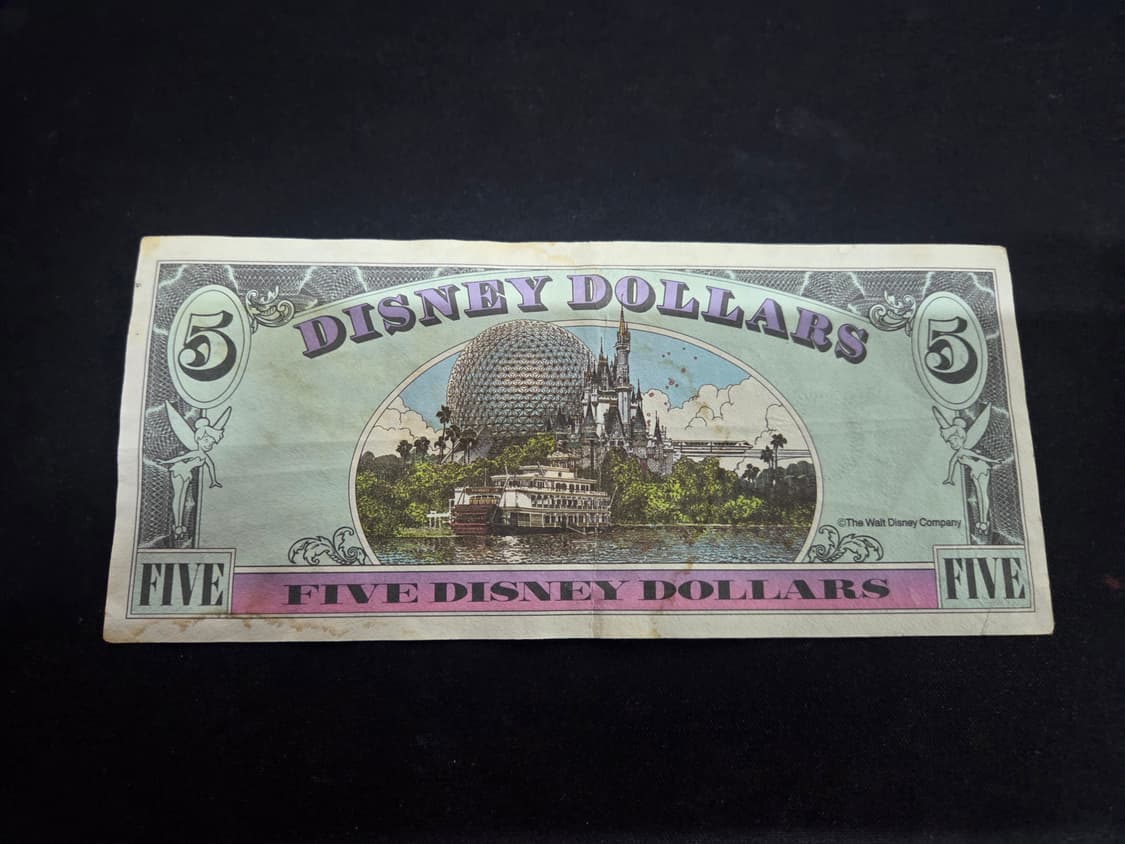 DISNEY DOLLARS
5
5
©The Walt Disney Company
FIVE
FIVE DISNEY DOLLARS
FIVE